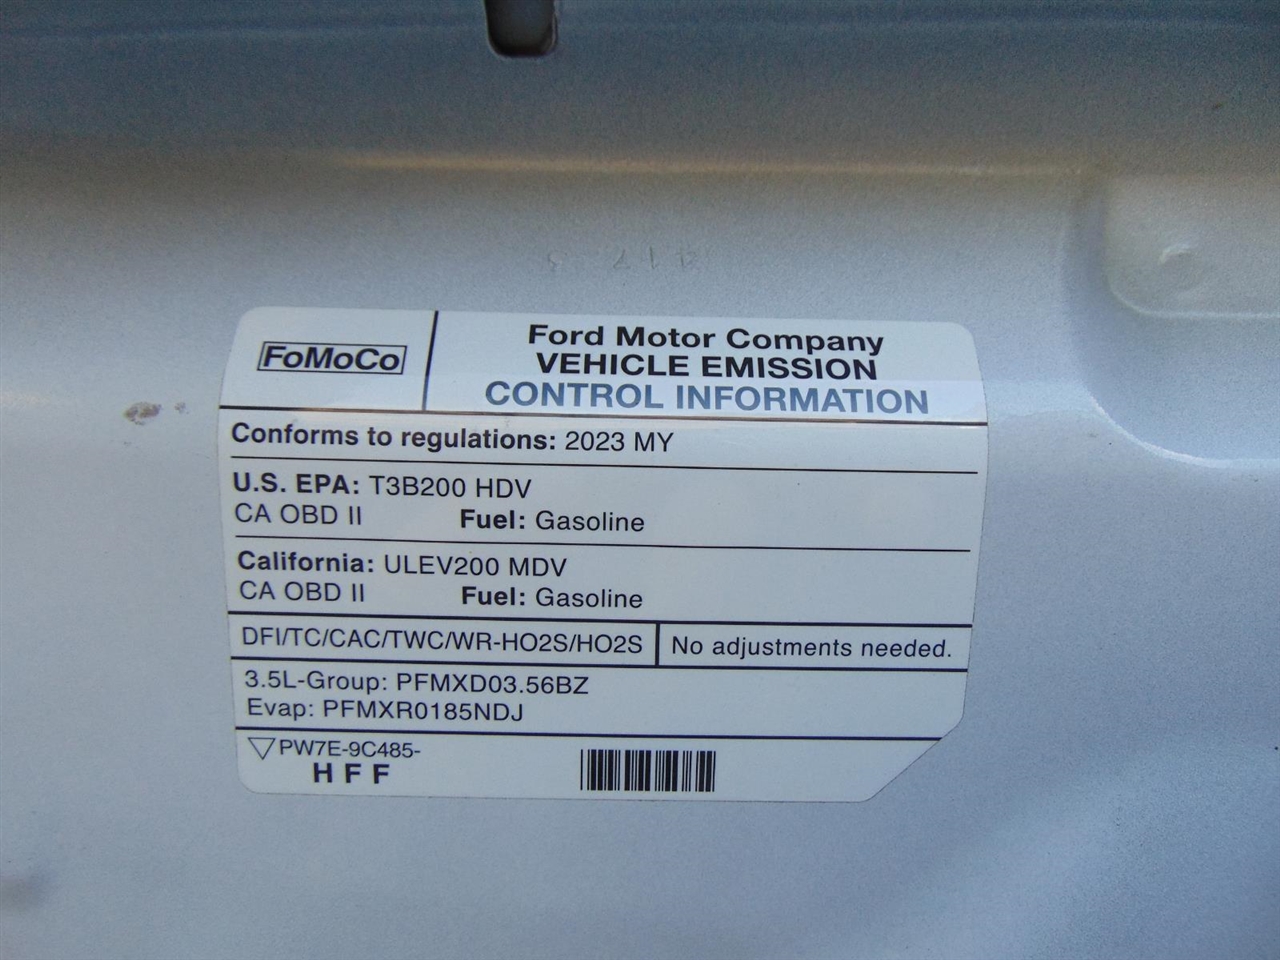 FoMoCo
Ford Motor Company
VEHICLE EMISSION
CONTROL INFORMATION
Conforms to regulations: 2023 MY
U.S. EPA: T3B200 HDV
CA OBD II Fuel: Gasoline
California: ULEV200 MDV
CA OBD II Fuel: Gasoline
DFI/TC/CAC/TWC/WR-HO2S/HO2S No adjustments needed.
3.5L-Group: PFMXD03.56BZ
Evap: PFMXR0185NDJ
PW7E-9C485-
HFF